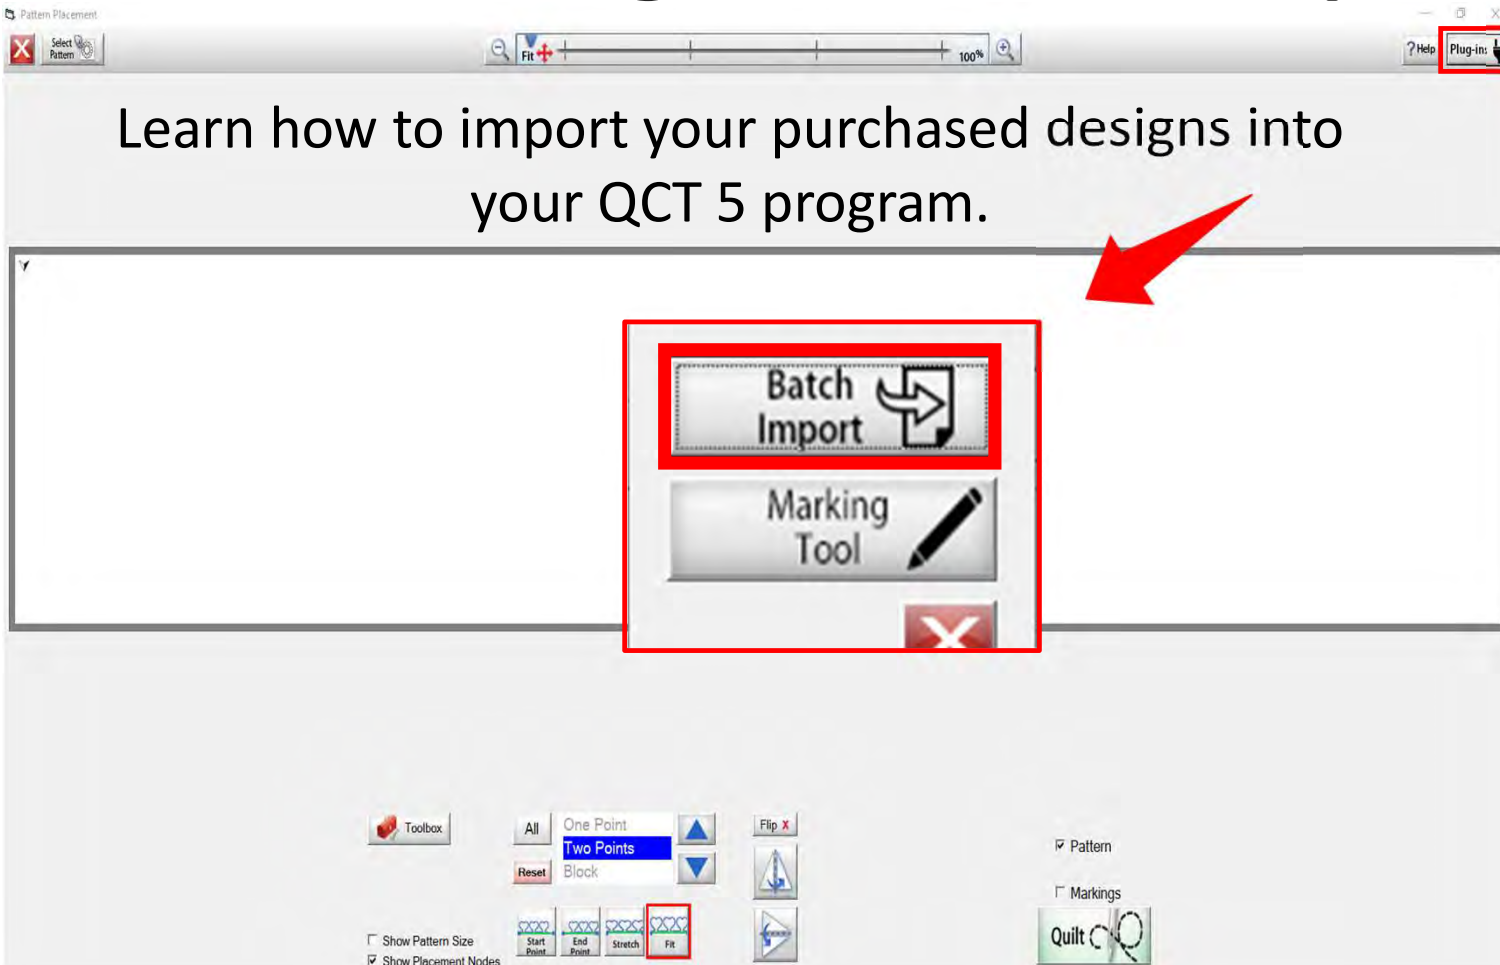 Pattern Placement
Select
Pattern
Fit
100%
?Help
Plug-ins
Learn how to import your purchased designs into
your QCT 5 program.
Batch
Import
Marking
Tool
Toolbox
All
One Point
Two Points
Block
Reset
Flip X
Pattern
Markings
Show Pattern Size
Show Placement Nodes
Start
Point
End
Point
Stretch
Fit
Quilt